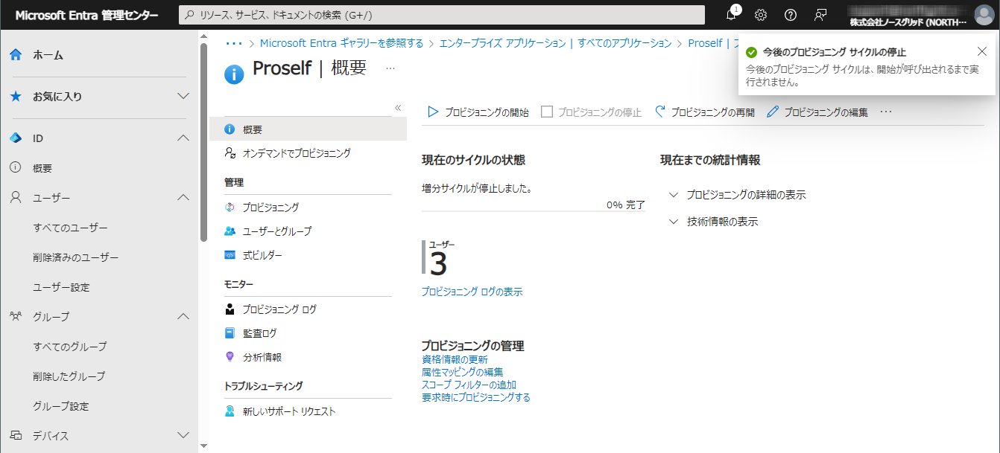 Microsoft Entra 管理センター
リソース、サービス、ドキュメントの検索 (G+/)
1
株式会社ノースグリッド (NORTH…
ホーム
お気に入り
ID
概要
ユーザー
すべてのユーザー
削除済みのユーザー
ユーザー設定
グループ
すべてのグループ
削除したグループ
グループ設定
デバイス
… > Microsoft Entra ギャラリーを参照する > エンタープライズ アプリケーション | すべてのアプリケーション > Proself |
Proself | 概要 …
今後のプロビジョニング サイクルの停止
今後のプロビジョニング サイクルは、開始が呼び出されるまで実
行されません。
«
概要
オンデマンドでプロビジョニング
管理
プロビジョニング
ユーザーとグループ
式ビルダー
モニター
プロビジョニング ログ
監査ログ
分析情報
トラブルシューティング
新しいサポート リクエスト
プロビジョニングの開始 プロビジョニングの停止 プロビジョニングの再開 プロビジョニングの編集 …
現在のサイクルの状態
増分サイクルが停止しました。
0% 完了
ユーザー
3
プロビジョニング ログの表示
プロビジョニングの管理
資格情報の更新
属性マッピングの編集
スコープ フィルターの追加
要求時にプロビジョニングする
現在までの統計情報
プロビジョニングの詳細の表示
技術情報の表示